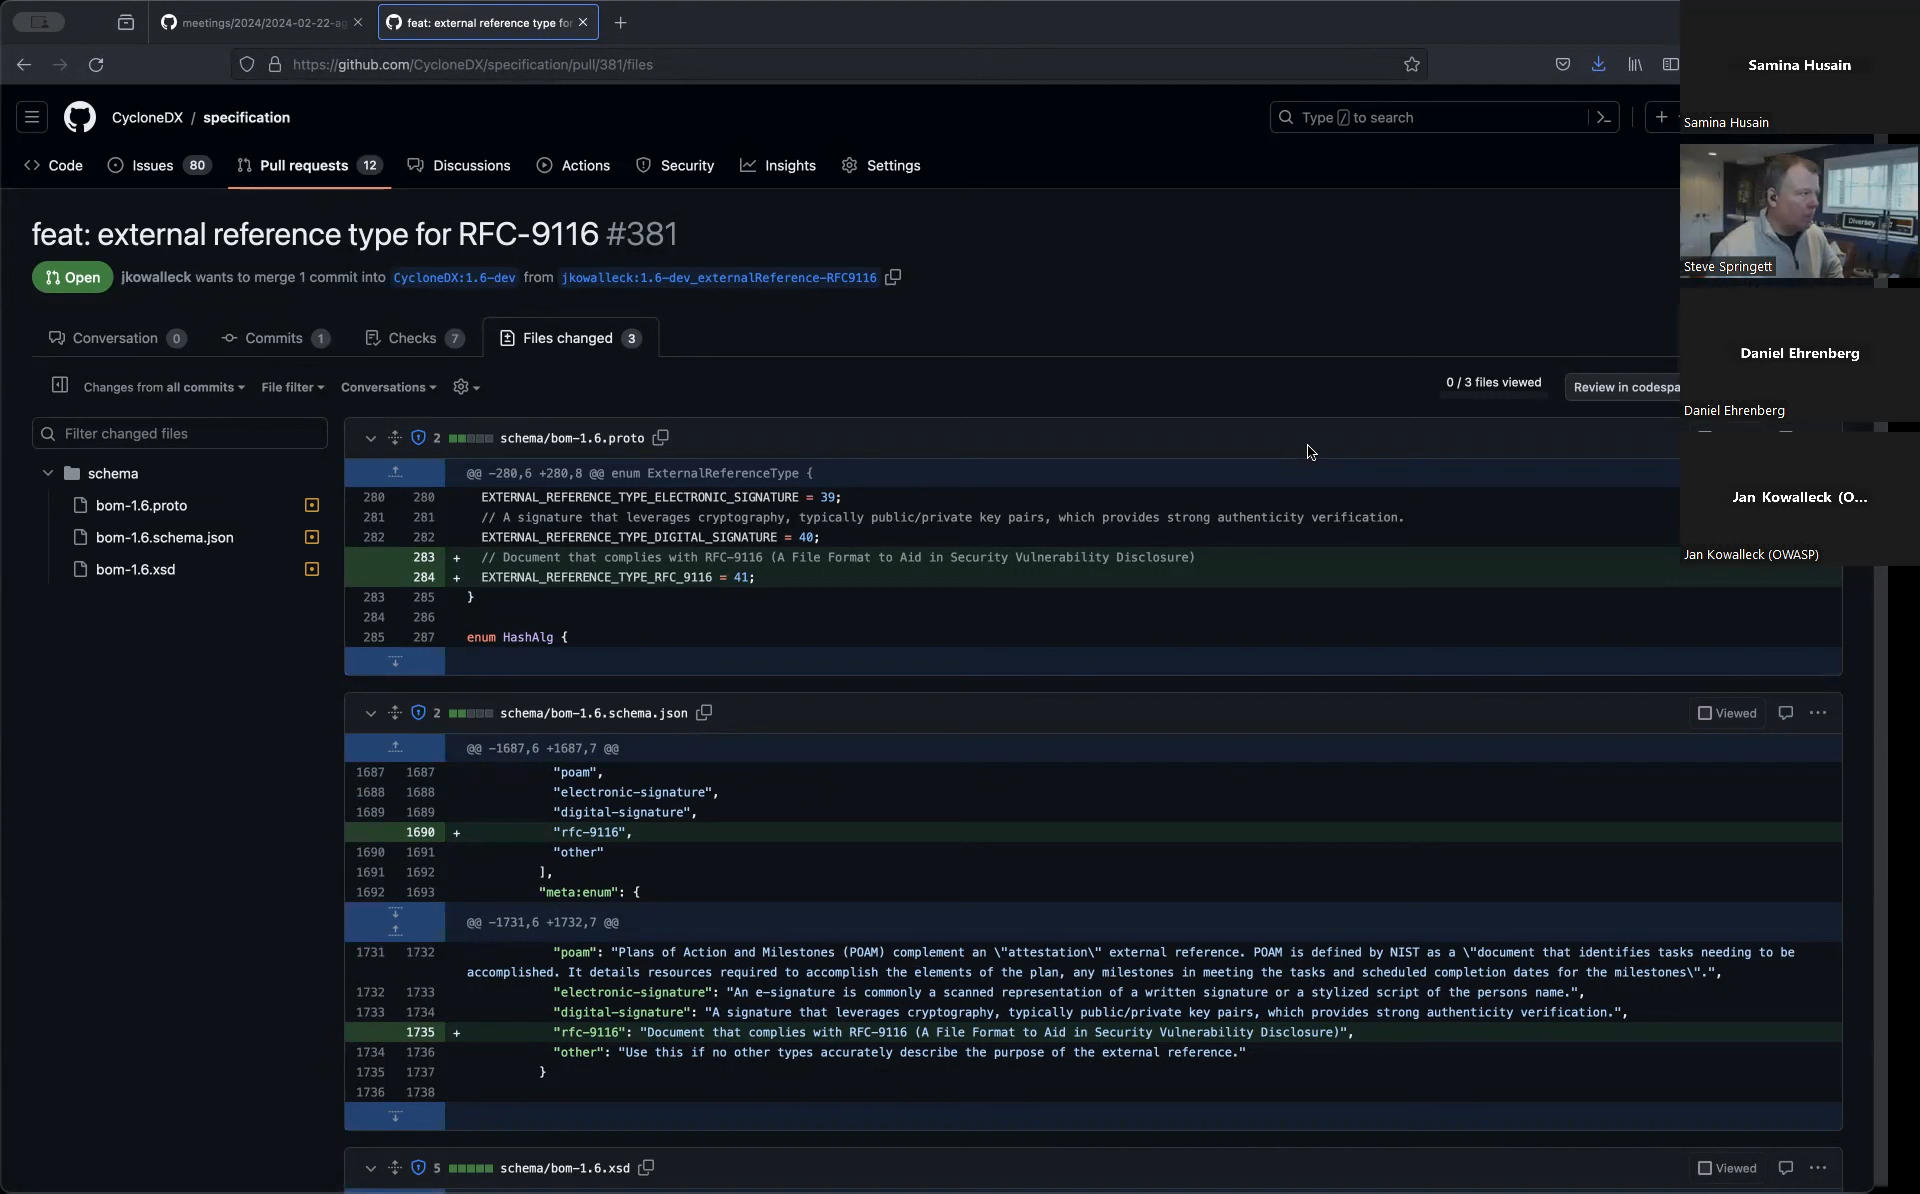 meetings/2024/2024-02-22-ag
feat: external reference type for
https://github.com/CycloneDX/specification/pull/381/files
CycloneDX / specification
Type / to search
Code
Issues 80
Pull requests 12
Discussions
Actions
Security
Insights
Settings
feat: external reference type for RFC-9116 #381
Open
jkowalleck wants to merge 1 commit into CycloneDX:1.6-dev from jkowalleck:1.6-dev_externalReference-RFC9116
Conversation 0
Commits 1
Checks 7
Files changed 3
Changes from all commits
File filter
Conversations
0 / 3 files viewed
Review in codespa
Filter changed files
schema
bom-1.6.proto
bom-1.6.schema.json
bom-1.6.xsd
2 schema/bom-1.6.proto
@@ -280,6 +280,8 @@ enum ExternalReferenceType {
280 280 EXTERNAL_REFERENCE_TYPE_ELECTRONIC_SIGNATURE = 39;
281 281 // A signature that leverages cryptography, typically public/private key pairs, which provides strong authenticity verification.
282 282 EXTERNAL_REFERENCE_TYPE_DIGITAL_SIGNATURE = 40;
283 + // Document that complies with RFC-9116 (A File Format to Aid in Security Vulnerability Disclosure)
284 + EXTERNAL_REFERENCE_TYPE_RFC_9116 = 41;
283 285 }
284 286
285 287 enum HashAlg {
2 schema/bom-1.6.schema.json
Viewed
@@ -1687,6 +1687,7 @@
1687 1687 "poam",
1688 1688 "electronic-signature",
1689 1689 "digital-signature",
1690 + "rfc-9116",
1690 1691 "other"
1691 1692 ],
1692 1693 "meta:enum": {
@@ -1731,6 +1732,7 @@
1731 1732 "poam": "Plans of Action and Milestones (POAM) complement an \"attestation\" external reference. POAM is defined by NIST as a \"document that identifies tasks needing to be
accomplished. It details resources required to accomplish the elements of the plan, any milestones in meeting the tasks and scheduled completion dates for the milestones\".",
1732 1733 "electronic-signature": "An e-signature is commonly a scanned representation of a written signature or a stylized script of the persons name.",
1733 1734 "digital-signature": "A signature that leverages cryptography, typically public/private key pairs, which provides strong authenticity verification.",
1735 + "rfc-9116": "Document that complies with RFC-9116 (A File Format to Aid in Security Vulnerability Disclosure)",
1734 1736 "other": "Use this if no other types accurately describe the purpose of the external reference."
1735 1737 }
1736 1738
5 schema/bom-1.6.xsd
Viewed
Samina Husain
Samina Husain
Diversey
Steve Springett
Daniel Ehrenberg
Daniel Ehrenberg
Jan Kowalleck (O...
Jan Kowalleck (OWASP)